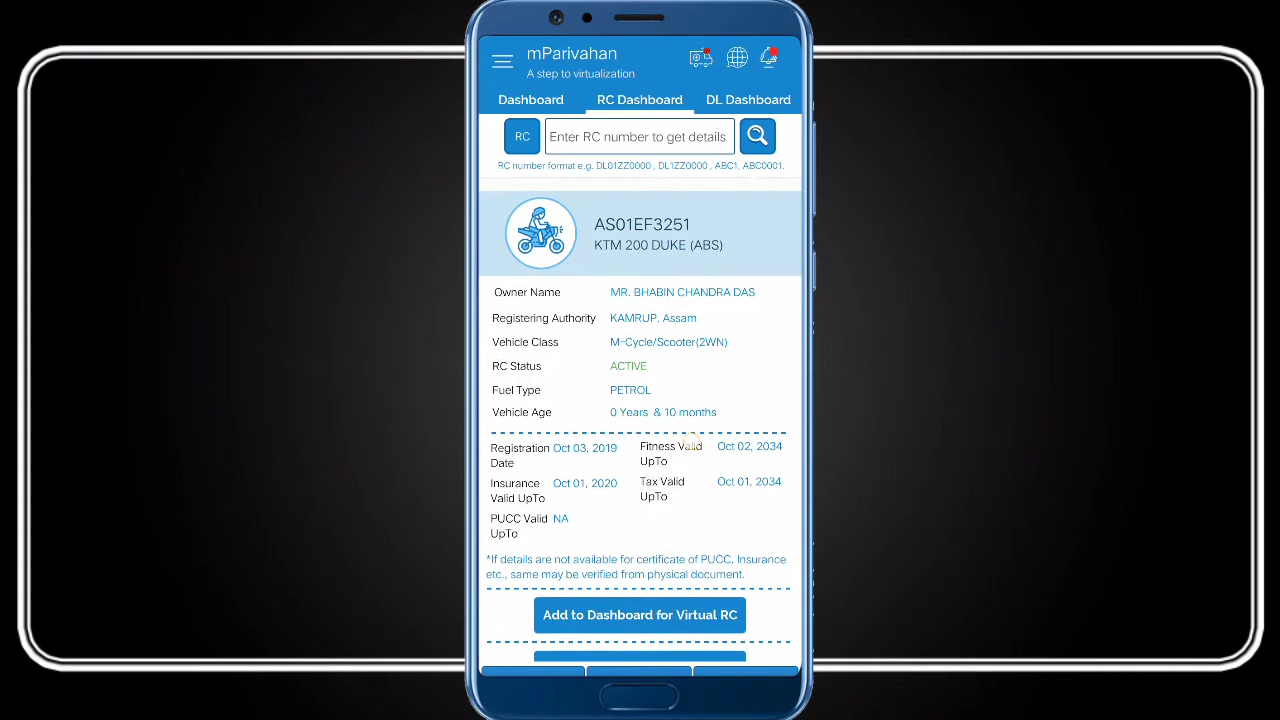 mParivahan
A step to virtualization
Dashboard RC Dashboard DL Dashboard
RC Enter RC number to get details
RC number format e.g. DL01ZZ0000 , DL1ZZ0000 , ABC1, ABC0001.
AS01EF3251
KTM 200 DUKE (ABS)
Owner Name MR. BHABIN CHANDRA DAS
Registering Authority KAMRUP, Assam
Vehicle Class M-Cycle/Scooter(2WN)
RC Status ACTIVE
Fuel Type PETROL
Vehicle Age 0 Years & 10 months
Registration Date Oct 03, 2019
Fitness Valid UpTo Oct 02, 2034
Insurance Valid UpTo Oct 01, 2020
Tax Valid UpTo Oct 01, 2034
PUCC Valid UpTo NA
*If details are not available for certificate of PUCC, Insurance
etc., same may be verified from physical document.
Add to Dashboard for Virtual RC